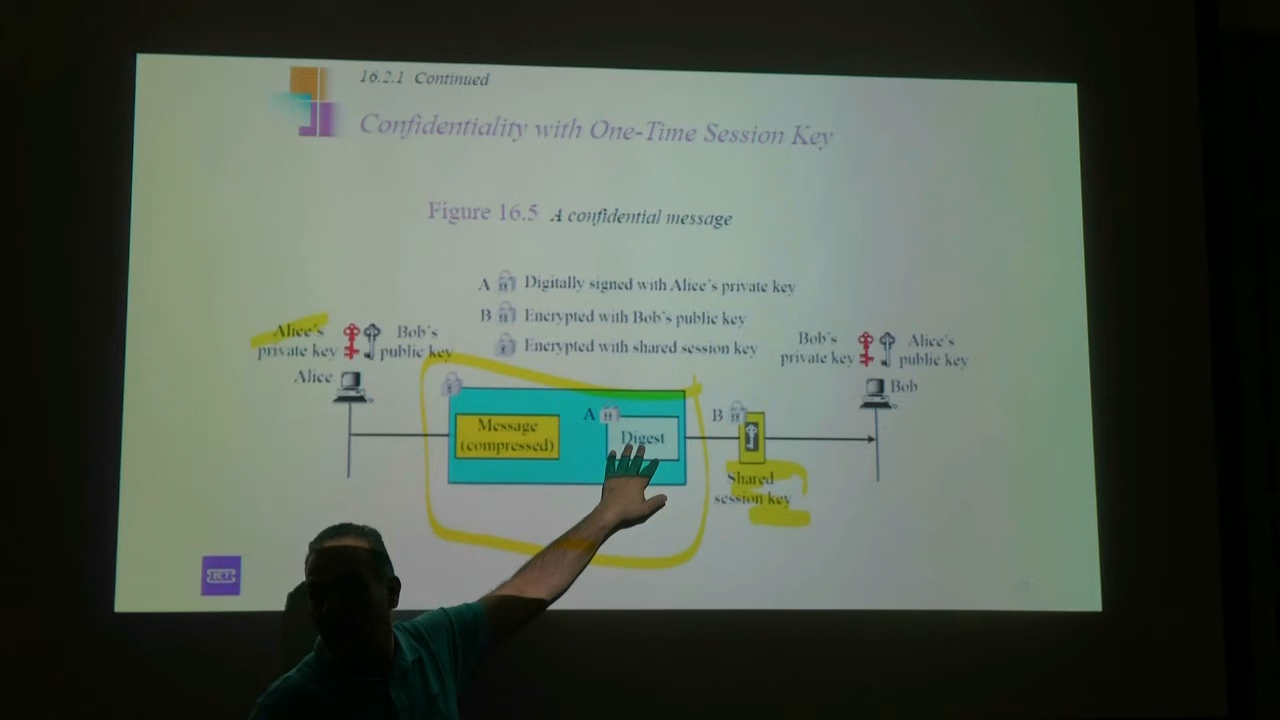 16.2.1 Continued
Confidentiality with One-Time Session Key
Figure 16.5 A confidential message
A Digitally signed with Alice's private key
B Encrypted with Bob's public key
Encrypted with shared session key
Alice's
private key
Bob's
public key
Bob's
private key
Alice's
public key
Alice
Bob
Message
(compressed)
A
Digest
B
Shared
session key